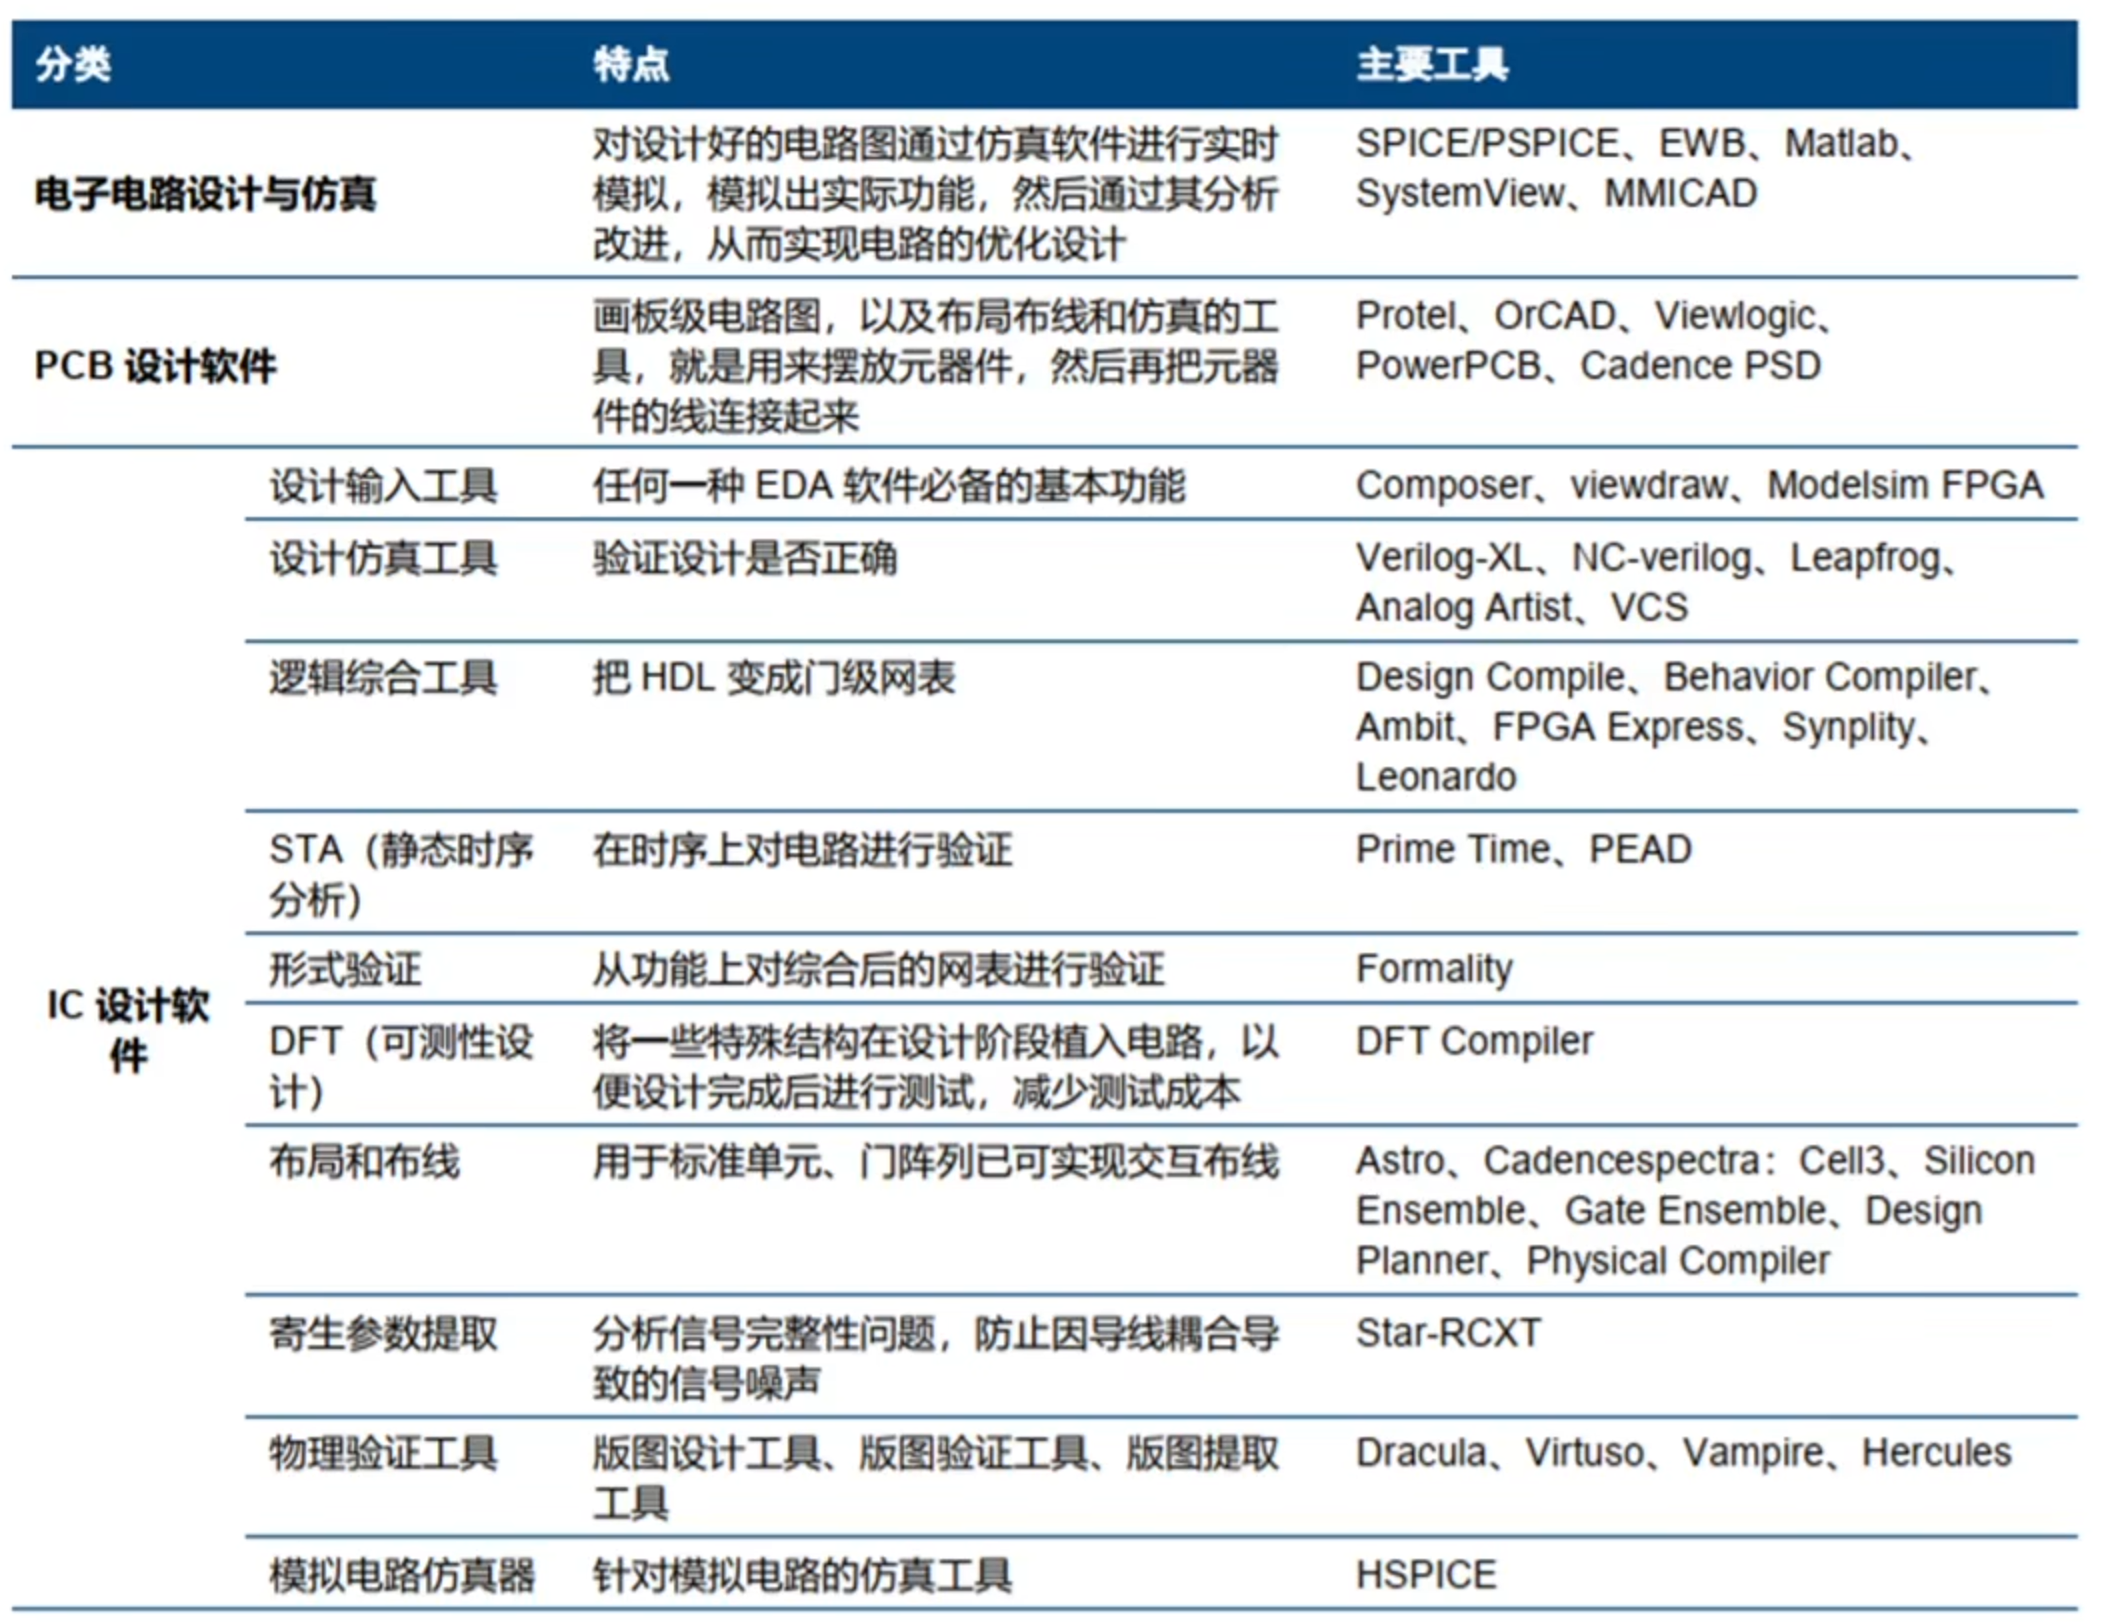 分类 特点 主要工具
电子电路设计与仿真
对设计好的电路图通过仿真软件进行实时
模拟，模拟出实际功能，然后通过其分析
改进，从而实现电路的优化设计
SPICE/PSPICE、EWB、Matlab、
SystemView、MMICAD
PCB 设计软件
画板级电路图，以及布局布线和仿真的工
具，就是用来摆放元器件，然后再把元器
件的线连接起来
Protel、OrCAD、Viewlogic、
PowerPCB、Cadence PSD
IC 设计软
件
设计输入工具
任何一种 EDA 软件必备的基本功能
Composer、viewdraw、Modelsim FPGA
设计仿真工具
验证设计是否正确
Verilog-XL、NC-verilog、Leapfrog、
Analog Artist、VCS
逻辑综合工具
把 HDL 变成门级网表
Design Compile、Behavior Compiler、
Ambit、FPGA Express、Synplity、
Leonardo
STA（静态时序
分析）
在时序上对电路进行验证
Prime Time、PEAD
形式验证
从功能上对综合后的网表进行验证
Formality
DFT（可测性设
计）
将一些特殊结构在设计阶段植入电路，以
便设计完成后进行测试，减少测试成本
DFT Compiler
布局和布线
用于标准单元、门阵列已可实现交互布线
Astro、Cadencespectra：Cell3、Silicon
Ensemble、Gate Ensemble、Design
Planner、Physical Compiler
寄生参数提取
分析信号完整性问题，防止因导线耦合导
致的信号噪声
Star-RCXT
物理验证工具
版图设计工具、版图验证工具、版图提取
工具
Dracula、Virtuso、Vampire、Hercules
模拟电路仿真器
针对模拟电路的仿真工具
HSPICE